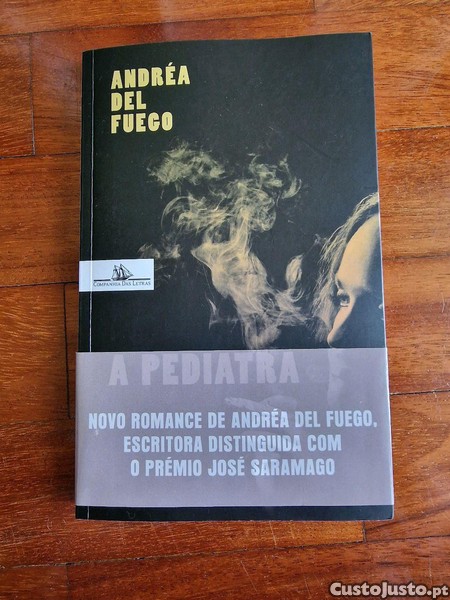 ANDRÉA
DEL
FUEGO
COMPANHIA DAS LETRAS
A PEDIATRA
NOVO ROMANCE DE ANDRÉA DEL FUEGO,
ESCRITORA DISTINGUIDA COM
O PRÉMIO JOSÉ SARAMAGO
CustoJusto.pt